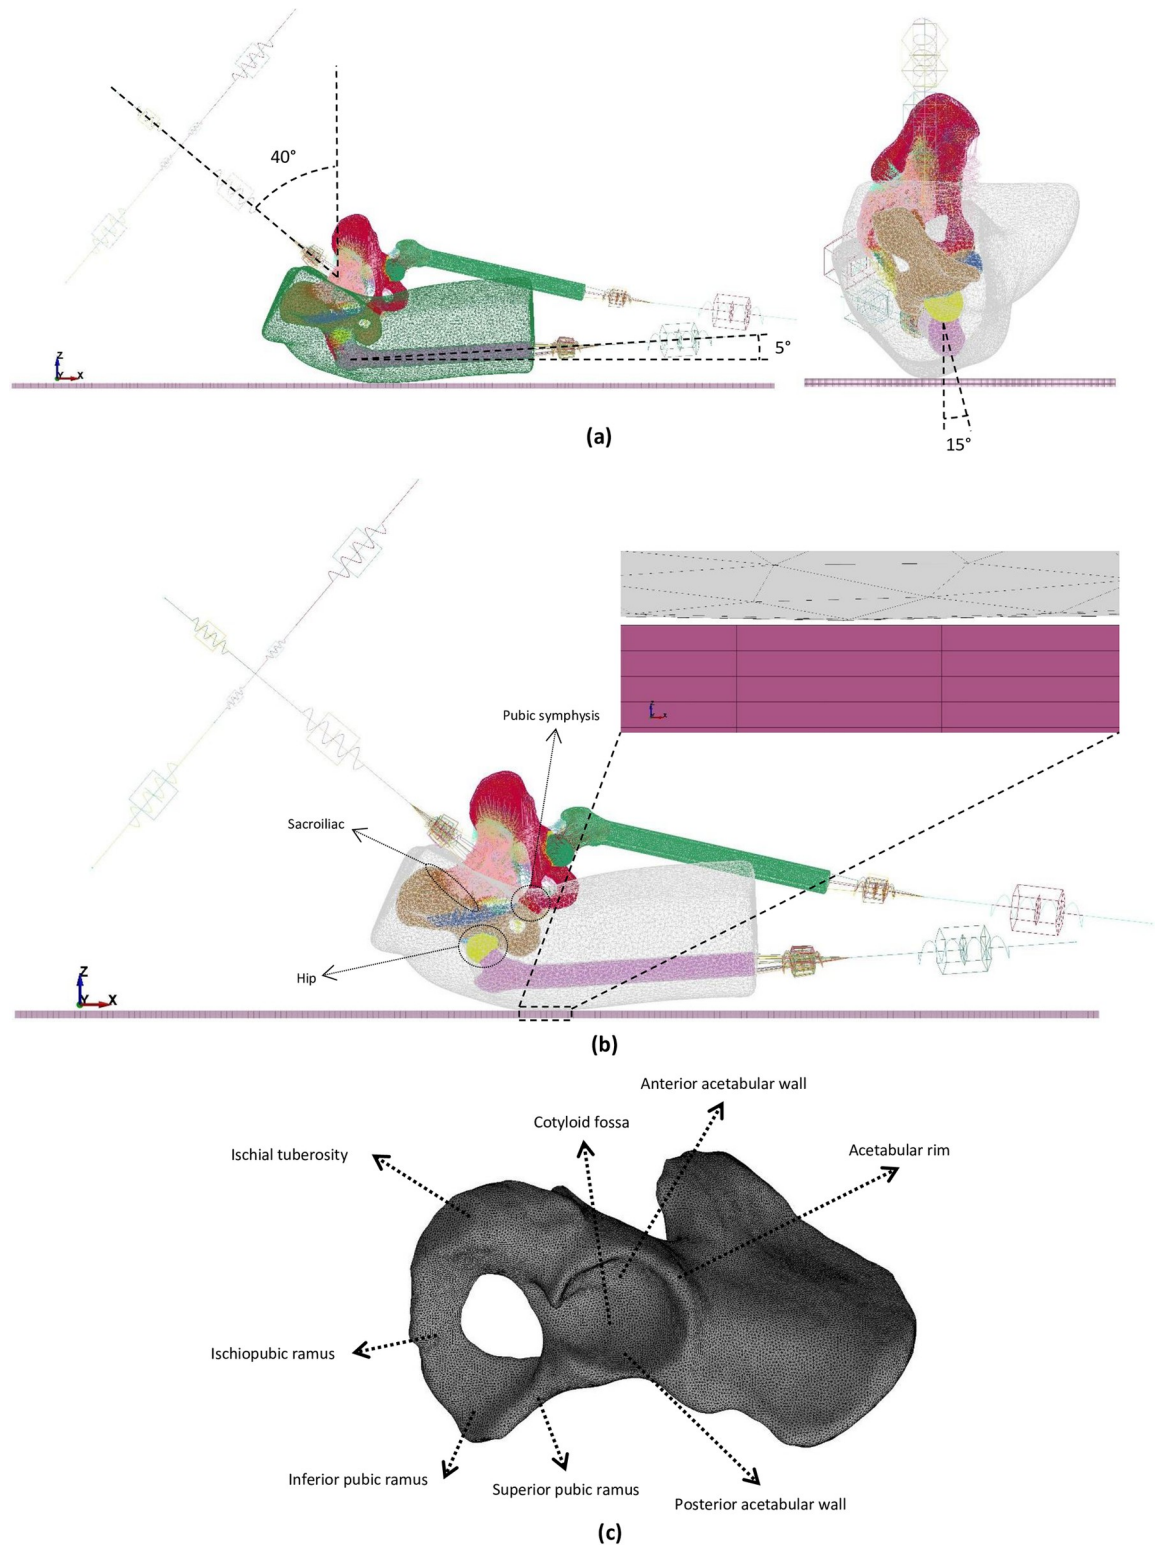 40°
5°
Z
Y
X
15°
(a)
Pubic symphysis
Sacroiliac
Hip
Z
Y
X
Z
X
(b)
Anterior acetabular wall
Cotyloid fossa
Ischial tuberosity
Acetabular rim
Ischiopubic ramus
Inferior pubic ramus
Superior pubic ramus
Posterior acetabular wall
(c)